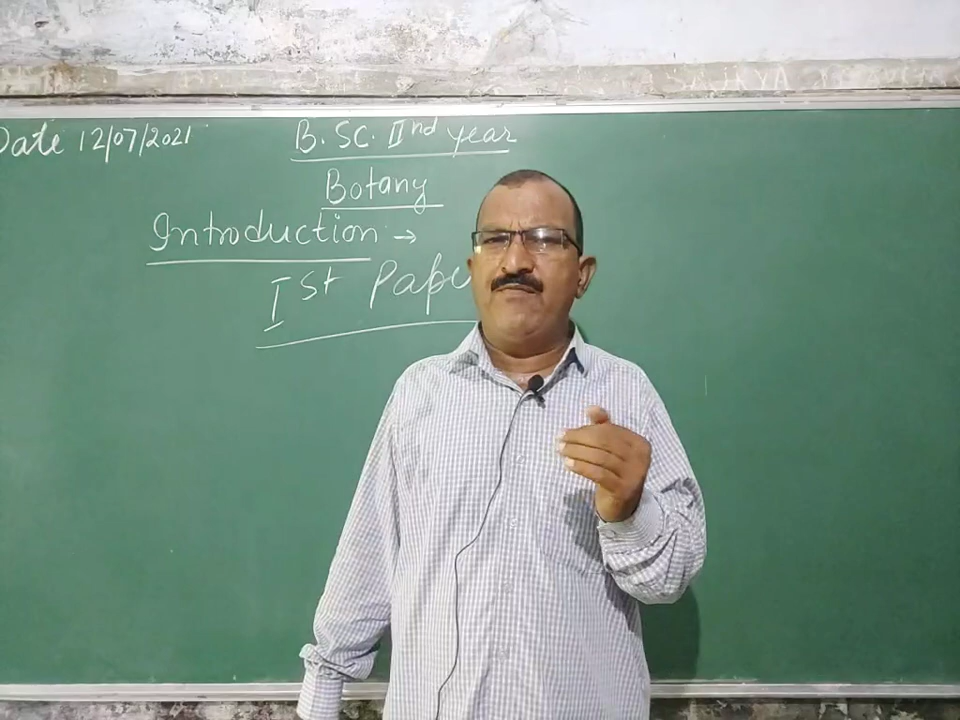 Date 12/07/2021
B.SC. IInd year
Botany
Introduction →
Ist